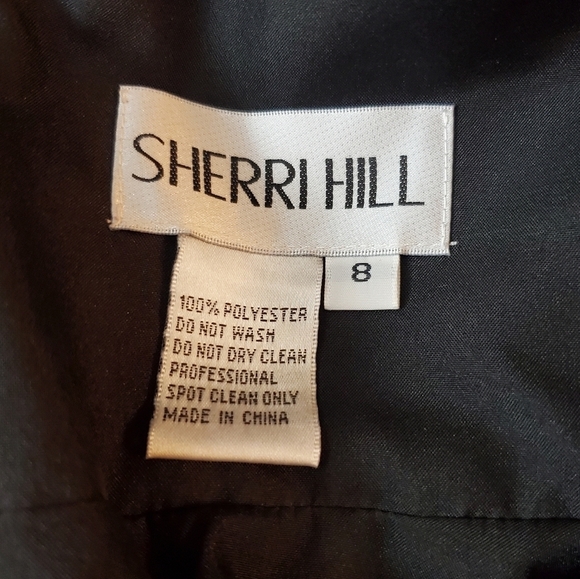 SHERRI HILL
8
100% POLYESTER
DO NOT WASH
DO NOT DRY CLEAN
PROFESSIONAL
SPOT CLEAN ONLY
MADE IN CHINA